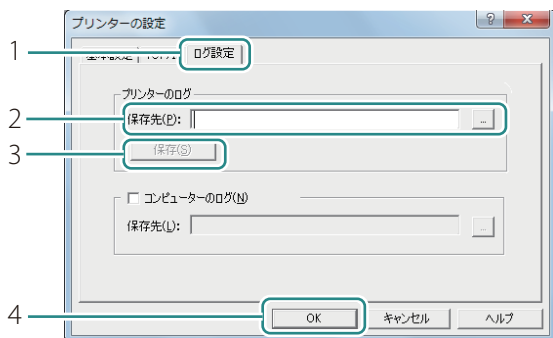 プリンターの設定
1
ログ設定
プリンターのログ
2
保存先(P):
...
3
保存(S)
コンピューターのログ(N)
保存先(L):
...
4
OK
キャンセル
ヘルプ